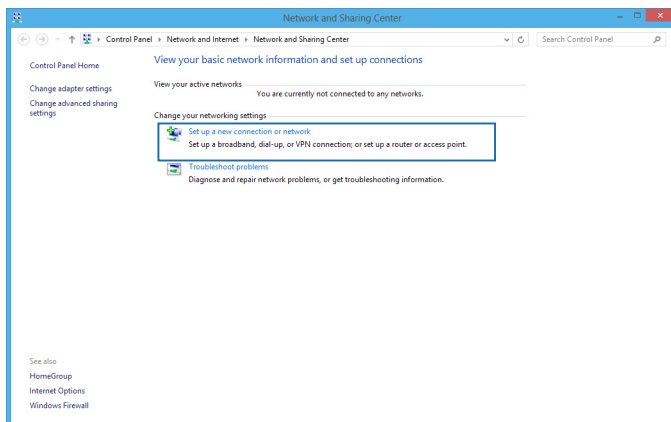 Network and Sharing Center
Control Panel Network and Internet Network and Sharing Center
Search Control Panel
Control Panel Home
Change adapter settings
Change advanced sharing
settings
View your basic network information and set up connections
View your active networks
You are currently not connected to any networks.
Change your networking settings
Set up a new connection or network
Set up a broadband, dial-up, or VPN connection; or set up a router or access point.
Troubleshoot problems
Diagnose and repair network problems, or get troubleshooting information.
See also
HomeGroup
Internet Options
Windows Firewall